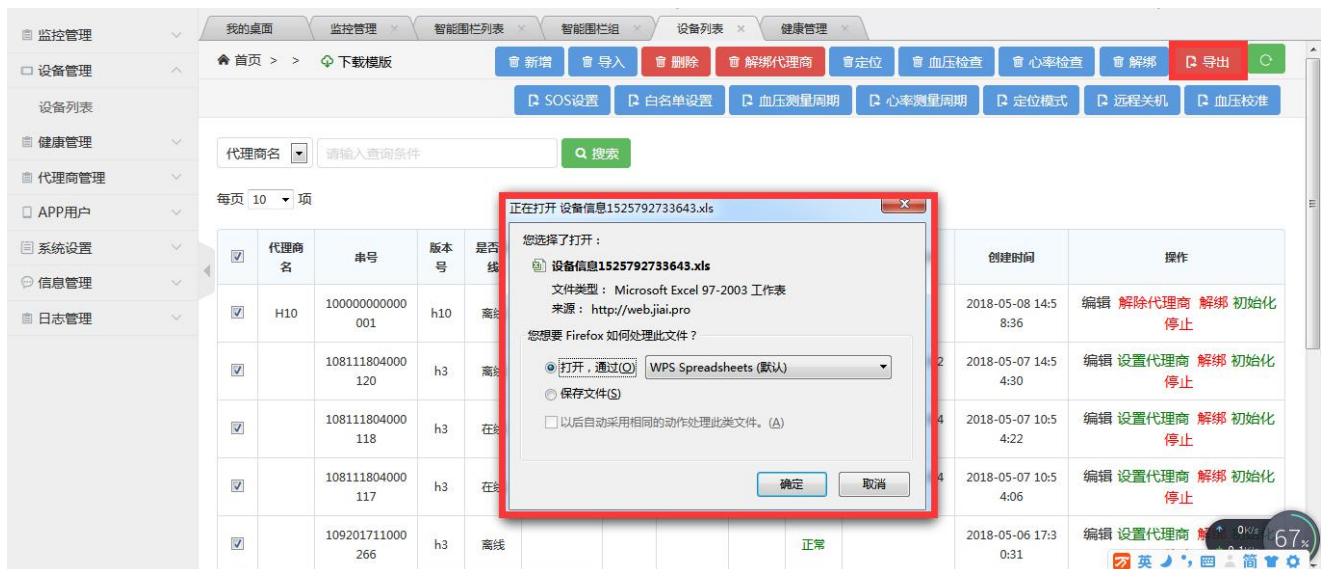 监控管理
设备管理
设备列表
健康管理
代理商管理
APP用户
系统设置
信息管理
日志管理
我的桌面 监控管理 × 智能围栏列表 × 智能围栏组 × 设备列表 × 健康管理 ×
首页 > > 下载模版 新增 导入 删除 解绑代理商 定位 血压检查 心率检查 解绑 导出
SOS设置 白名单设置 血压测量周期 心率测量周期 定位模式 远程关机 血压校准
代理商名 请输入查询条件 搜索
每页 10 项
代理商名 串号 版本号 是否 创建时间 操作
H10 100000000000001 h10 离线 2018-05-08 14:58:36 编辑 解除代理商 解绑 初始化 停止
108111804000120 h3 离线 2 2018-05-07 14:54:30 编辑 设置代理商 解绑 初始化 停止
108111804000118 h3 在线 4 2018-05-07 10:54:22 编辑 设置代理商 解绑 初始化 停止
108111804000117 h3 在线 4 2018-05-07 10:54:06 编辑 设置代理商 解绑 初始化 停止
109201711000266 h3 离线 正常 2018-05-06 17:30:31 编辑 设置代理商
正在打开 设备信息1525792733643.xls
您选择了打开：
设备信息1525792733643.xls
文件类型： Microsoft Excel 97-2003 工作表
来源： http://web.jiai.pro
您想要 Firefox 如何处理此文件？
打开，通过(O) WPS Spreadsheets (默认)
保存文件(S)
以后自动采用相同的动作处理此类文件。(A)
确定 取消
0K/s
67%
英 简